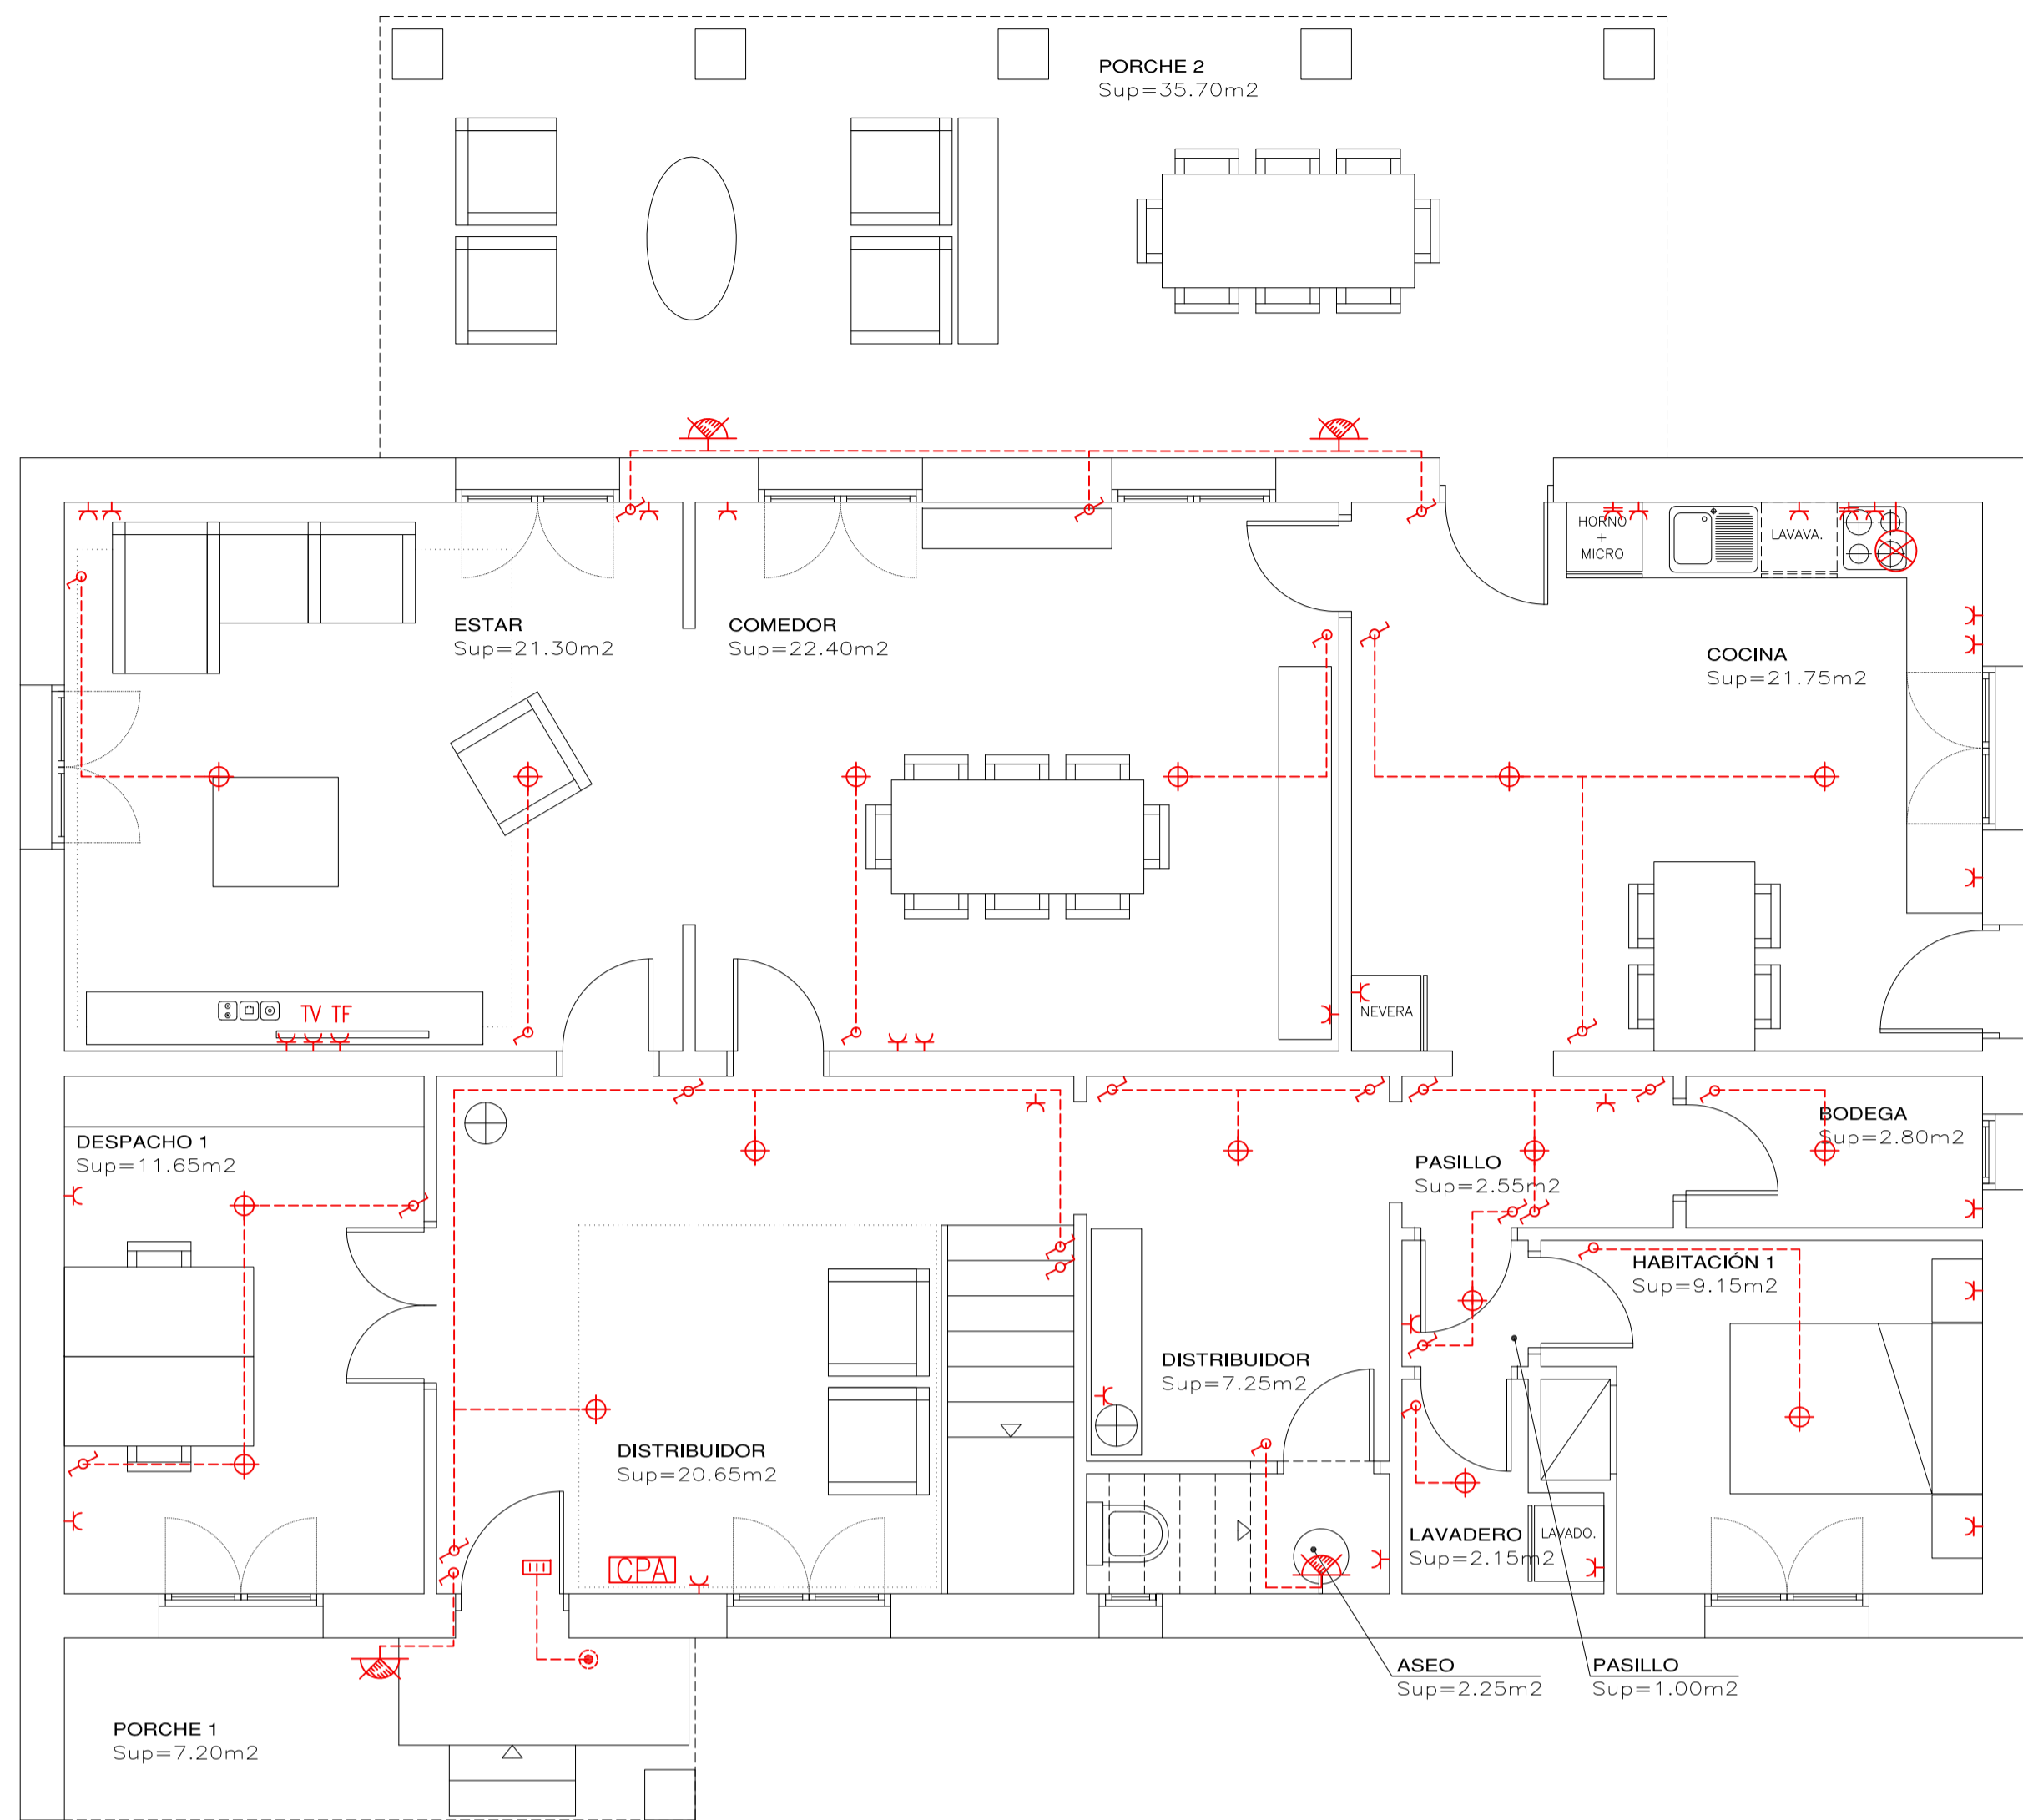 PORCHE 2
Sup=35.70m2
HORNO
+
MICRO
LAVAVA.
ESTAR
Sup=21.30m2
COMEDOR
Sup=22.40m2
COCINA
Sup=21.75m2
TV TF
NEVERA
DESPACHO 1
Sup=11.65m2
BODEGA
Sup=2.80m2
PASILLO
Sup=2.55m2
HABITACIÓN 1
Sup=9.15m2
DISTRIBUIDOR
Sup=7.25m2
DISTRIBUIDOR
Sup=20.65m2
LAVADERO
Sup=2.15m2
LAVADO.
CPA
ASEO
Sup=2.25m2
PASILLO
Sup=1.00m2
PORCHE 1
Sup=7.20m2